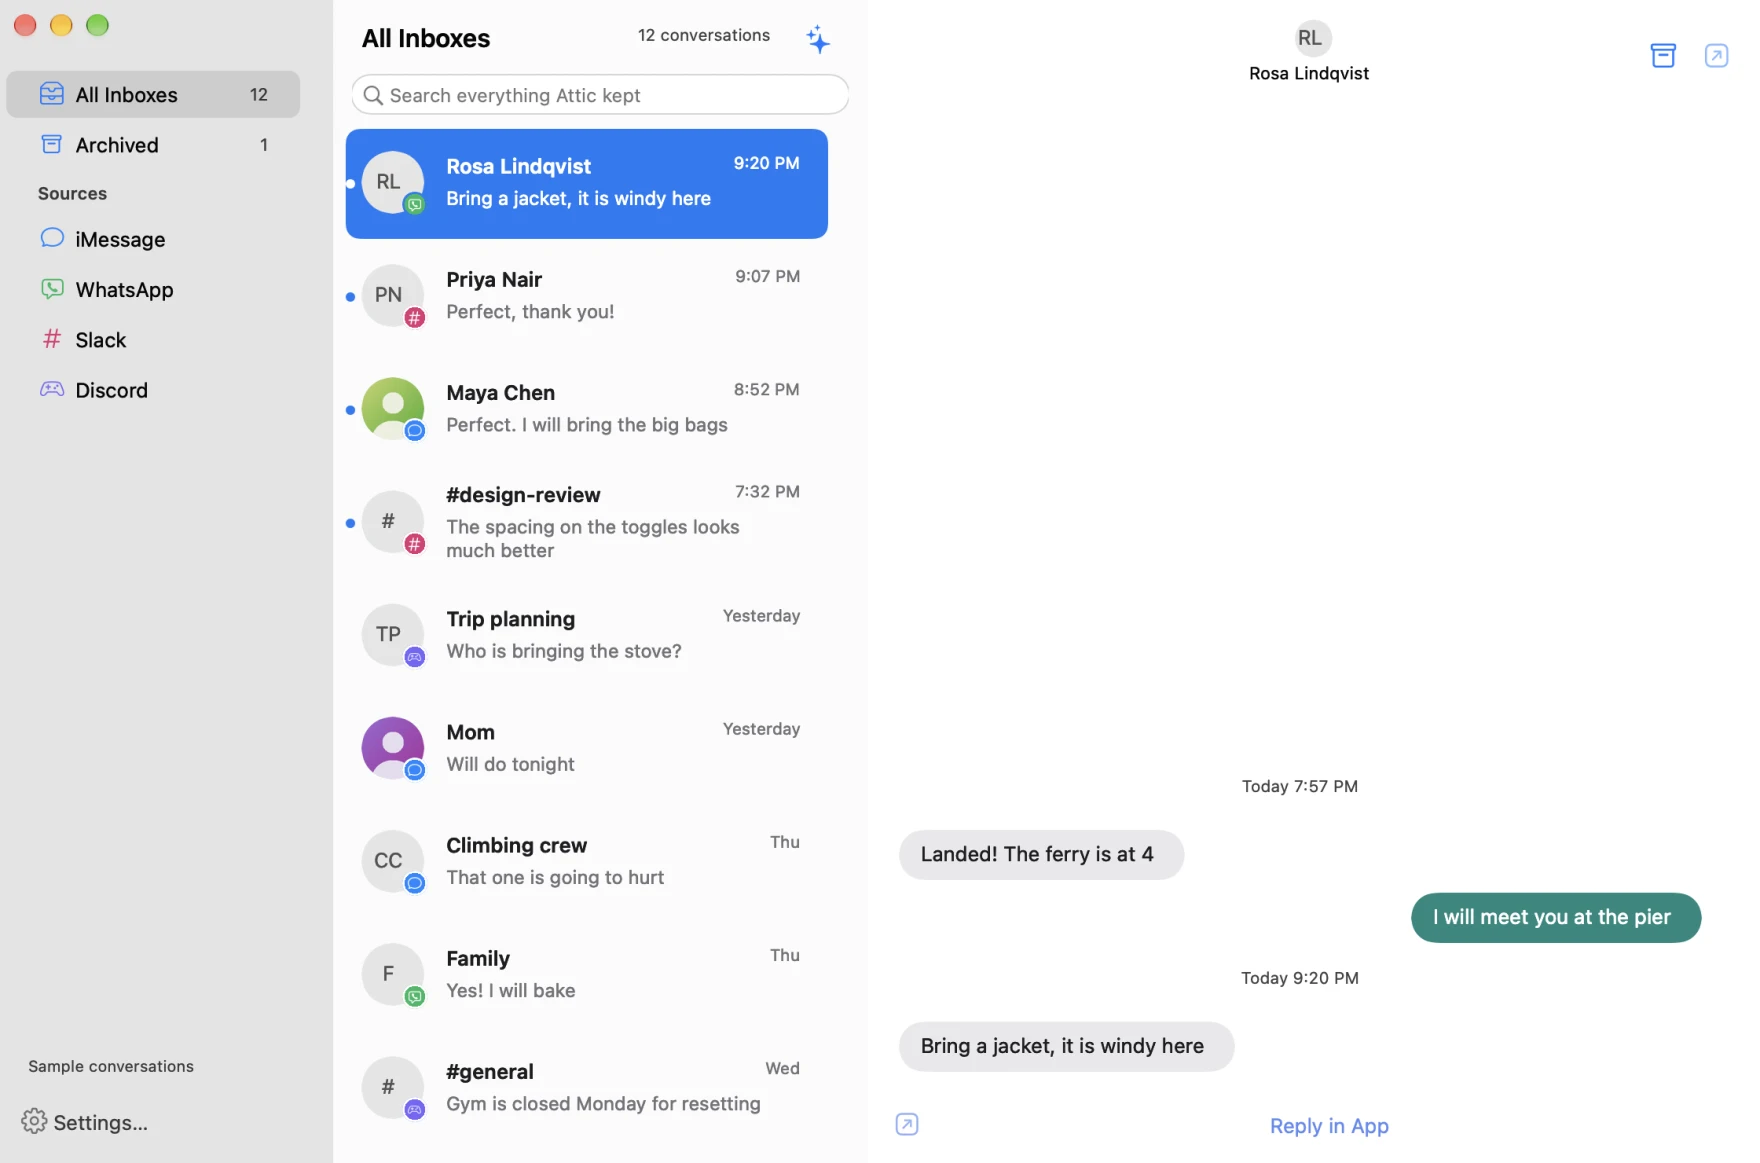 All Inboxes
12
Archived
1
Sources
iMessage
WhatsApp
Slack
Discord
Sample conversations
Settings...
All Inboxes
12 conversations
Search everything Attic kept
RL
Rosa Lindqvist
9:20 PM
Bring a jacket, it is windy here
PN
Priya Nair
9:07 PM
Perfect, thank you!
Maya Chen
8:52 PM
Perfect. I will bring the big bags
#
#design-review
7:32 PM
The spacing on the toggles looks
much better
TP
Trip planning
Yesterday
Who is bringing the stove?
Mom
Yesterday
Will do tonight
CC
Climbing crew
Thu
That one is going to hurt
F
Family
Thu
Yes! I will bake
#
#general
Wed
Gym is closed Monday for resetting
RL
Rosa Lindqvist
Today 7:57 PM
Landed! The ferry is at 4
I will meet you at the pier
Today 9:20 PM
Bring a jacket, it is windy here
Reply in App